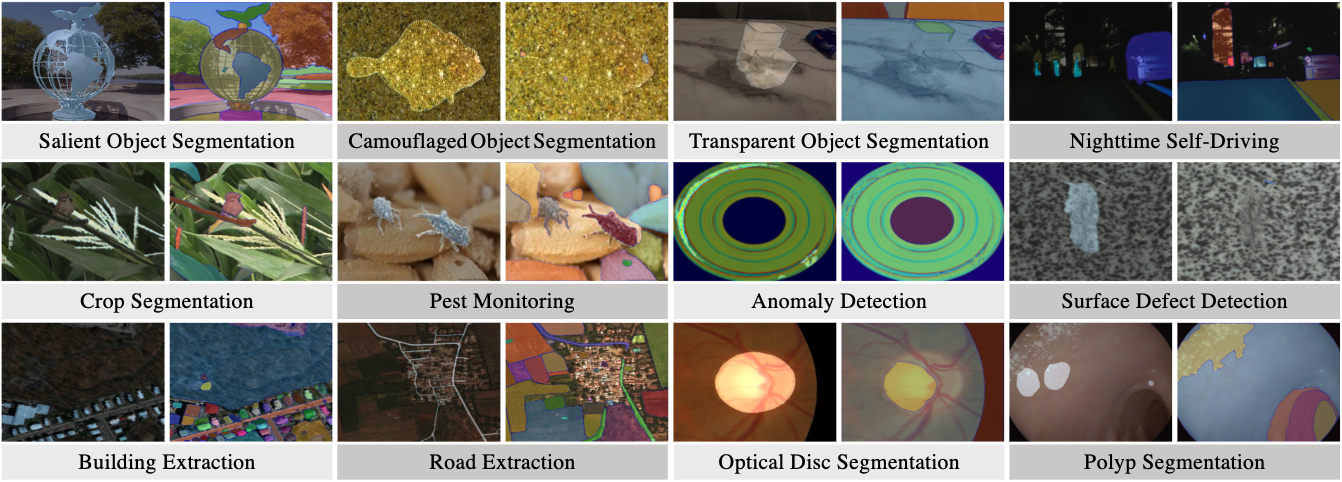 Salient Object Segmentation
Camouflaged Object Segmentation
Transparent Object Segmentation
Nighttime Self-Driving
Crop Segmentation
Pest Monitoring
Anomaly Detection
Surface Defect Detection
Building Extraction
Road Extraction
Optical Disc Segmentation
Polyp Segmentation